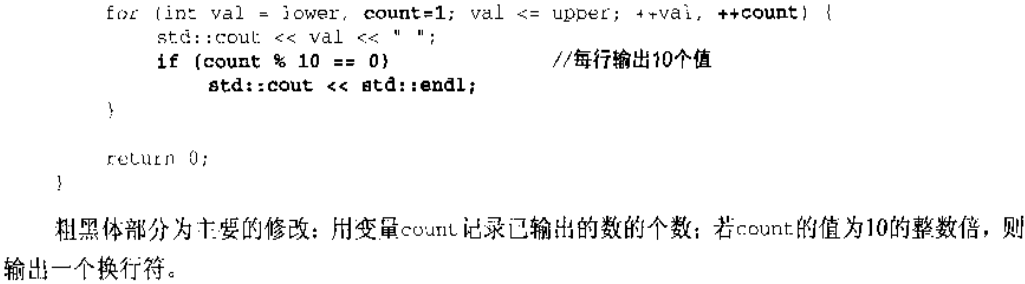 for (int val = lower, count=1; val <= upper; ++val, ++count) {
std::cout << val << " ";
if (count % 10 == 0) //每行输出10个值
std::cout << std::endl;
}
return 0;
}
粗黑体部分为主要的修改：用变量count记录已输出的数的个数；若count的值为10的整数倍，则
输出一个换行符。